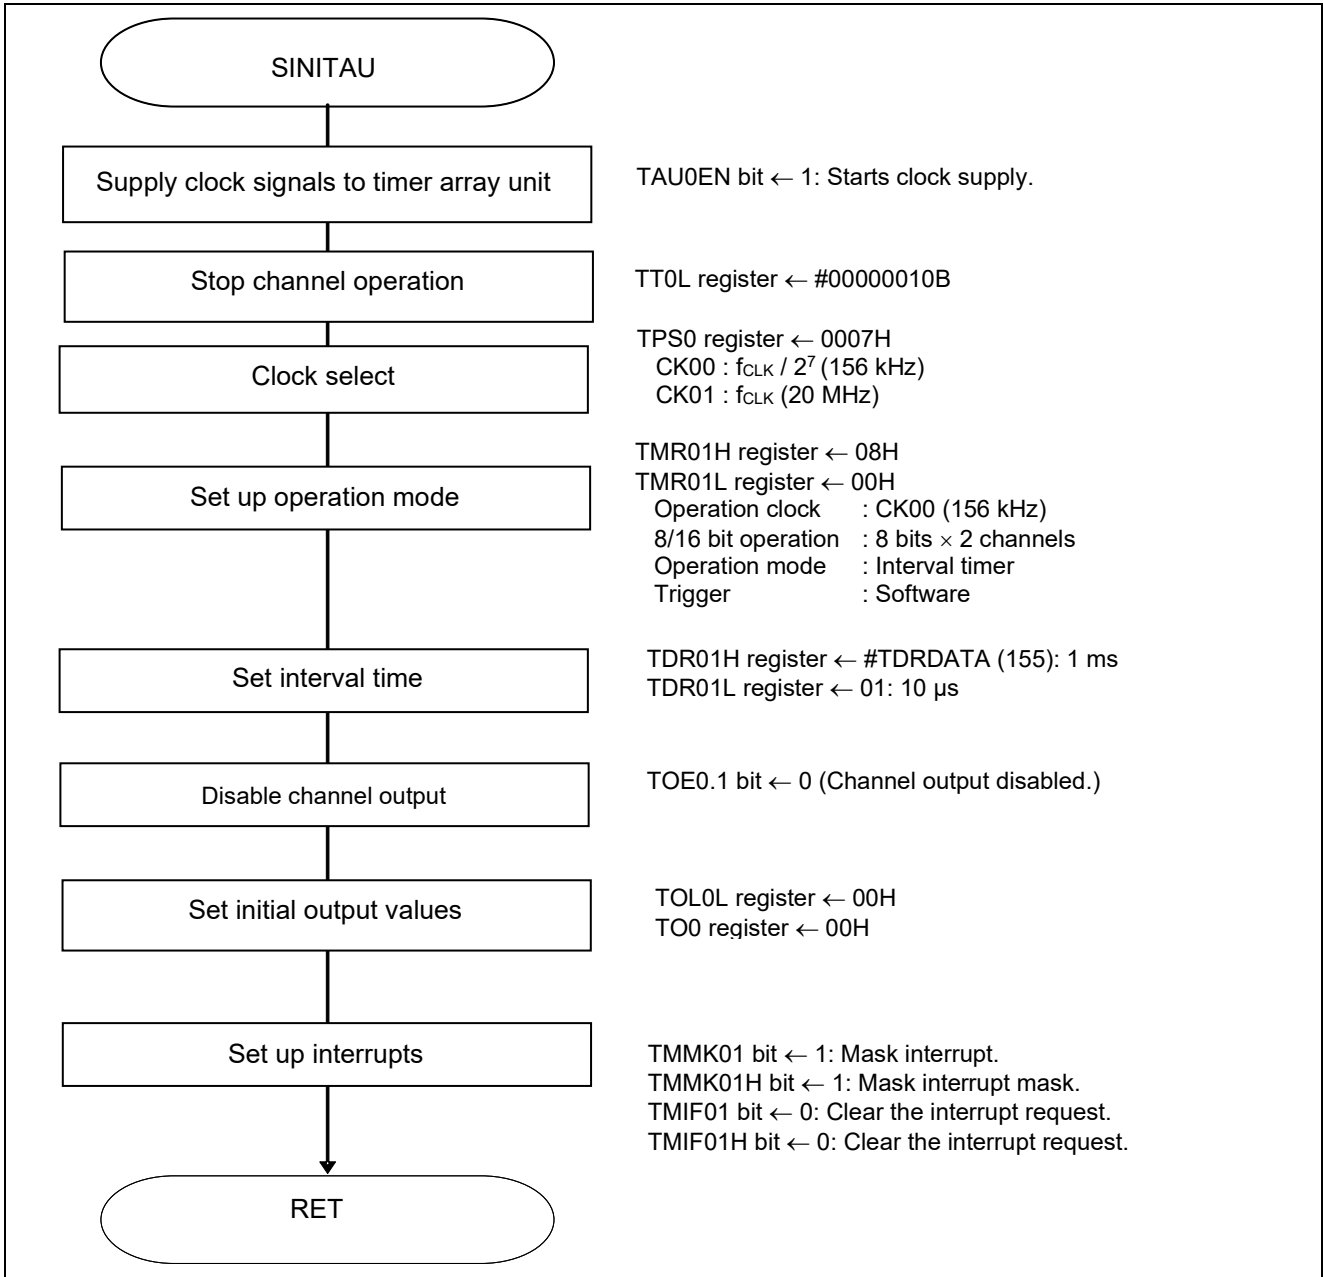 SINITAU
Supply clock signals to timer array unit
TAU0EN bit ← 1: Starts clock supply.
Stop channel operation
TT0L register ← #00000010B
Clock select
TPS0 register ← 0007H
CK00 : fCLK / 2⁷ (156 kHz)
CK01 : fCLK (20 MHz)
Set up operation mode
TMR01H register ← 08H
TMR01L register ← 00H
Operation clock : CK00 (156 kHz)
8/16 bit operation : 8 bits × 2 channels
Operation mode : Interval timer
Trigger : Software
Set interval time
TDR01H register ← #TDRDATA (155): 1 ms
TDR01L register ← 01: 10 µs
Disable channel output
TOE0.1 bit ← 0 (Channel output disabled.)
Set initial output values
TOL0L register ← 00H
TO0 register ← 00H
Set up interrupts
TMMK01 bit ← 1: Mask interrupt.
TMMK01H bit ← 1: Mask interrupt mask.
TMIF01 bit ← 0: Clear the interrupt request.
TMIF01H bit ← 0: Clear the interrupt request.
RET